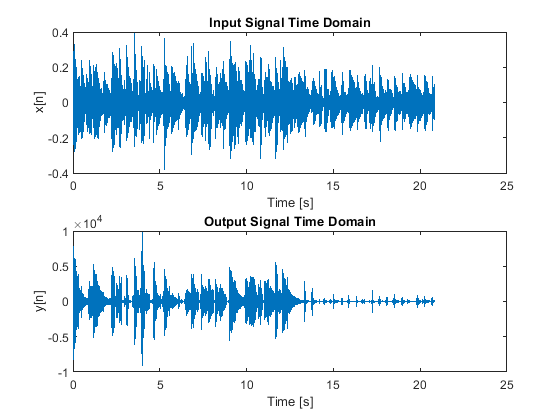 Input Signal Time Domain
0.4
0.2
0
-0.2
-0.4
x[n]
0 5 10 15 20 25
Time [s]
Output Signal Time Domain
×10^4
1
0.5
0
-0.5
-1
y[n]
0 5 10 15 20 25
Time [s]